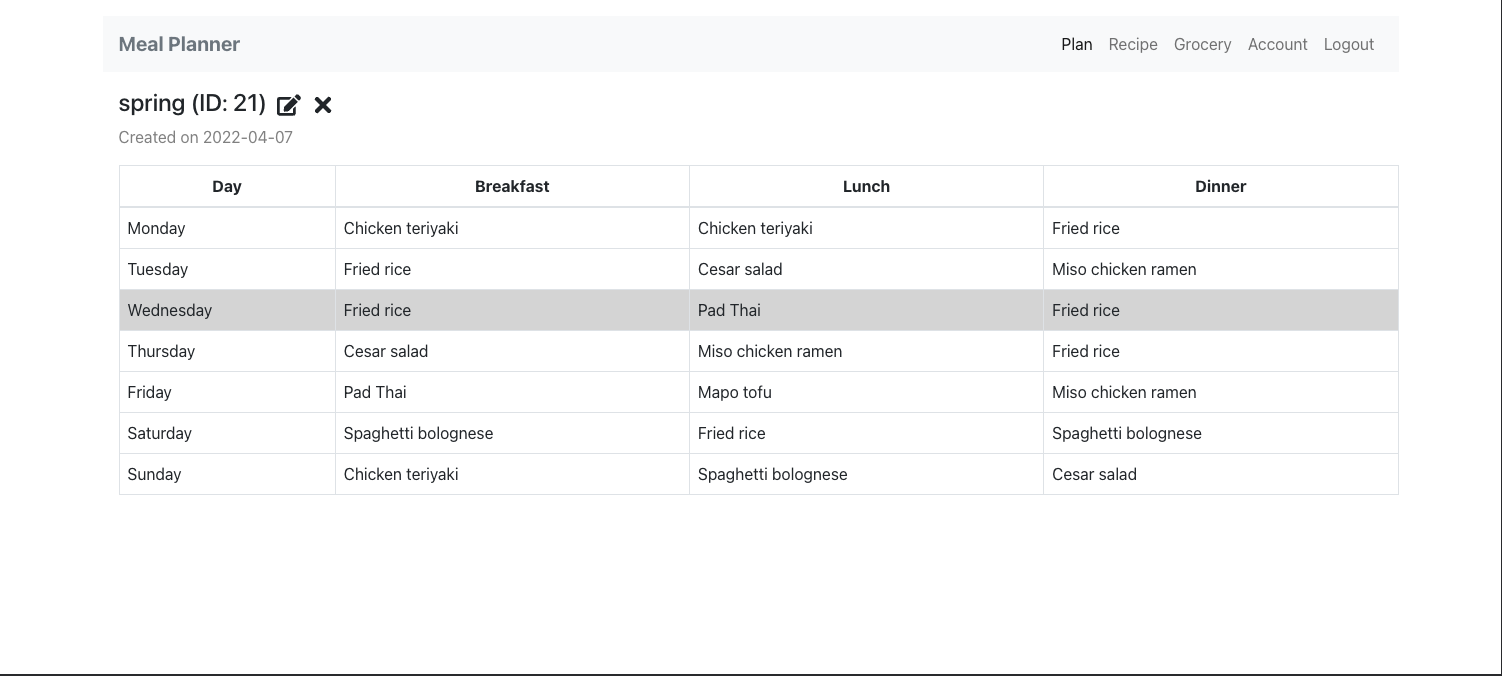 Meal Planner Plan Recipe Grocery Account Logout
spring (ID: 21)
Created on 2022-04-07
Day Breakfast Lunch Dinner
Monday Chicken teriyaki Chicken teriyaki Fried rice
Tuesday Fried rice Cesar salad Miso chicken ramen
Wednesday Fried rice Pad Thai Fried rice
Thursday Cesar salad Miso chicken ramen Fried rice
Friday Pad Thai Mapo tofu Miso chicken ramen
Saturday Spaghetti bolognese Fried rice Spaghetti bolognese
Sunday Chicken teriyaki Spaghetti bolognese Cesar salad